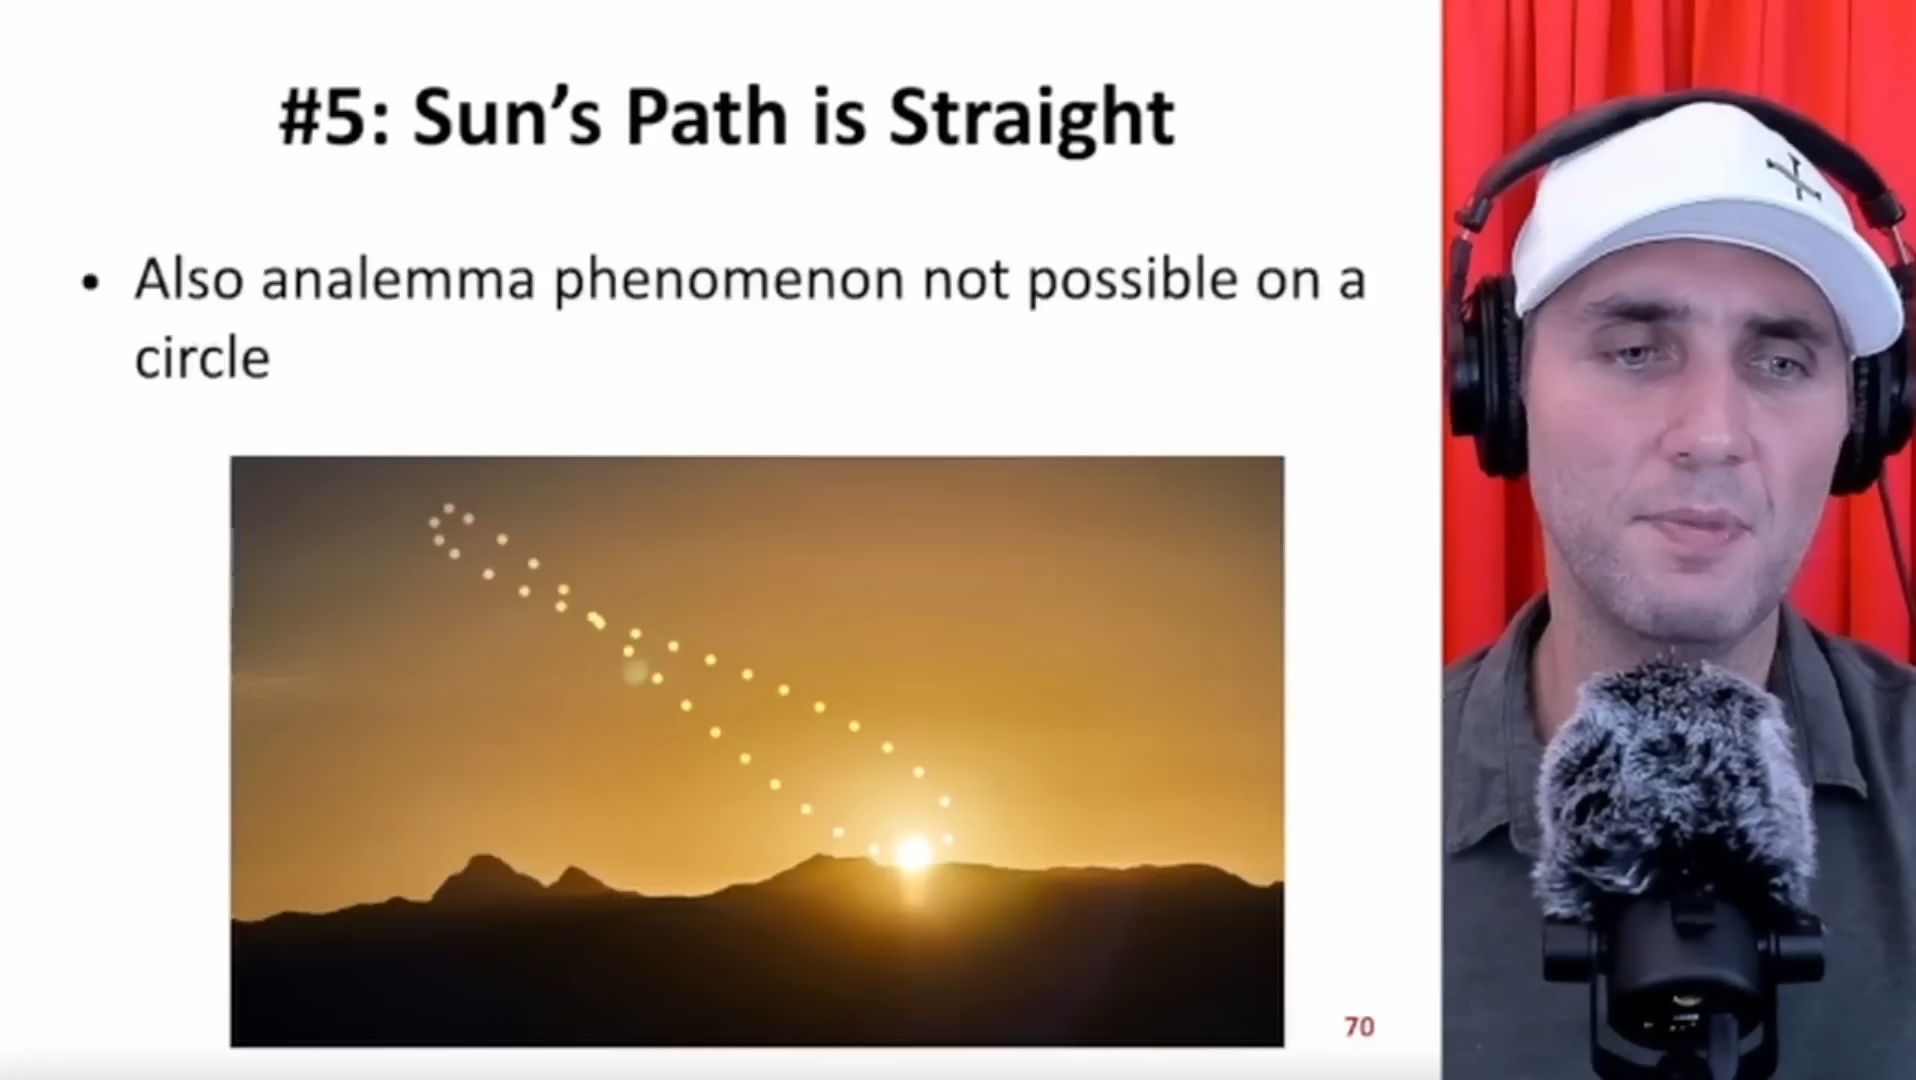 #5: Sun's Path is Straight
• Also analemma phenomenon not possible on a
circle
70